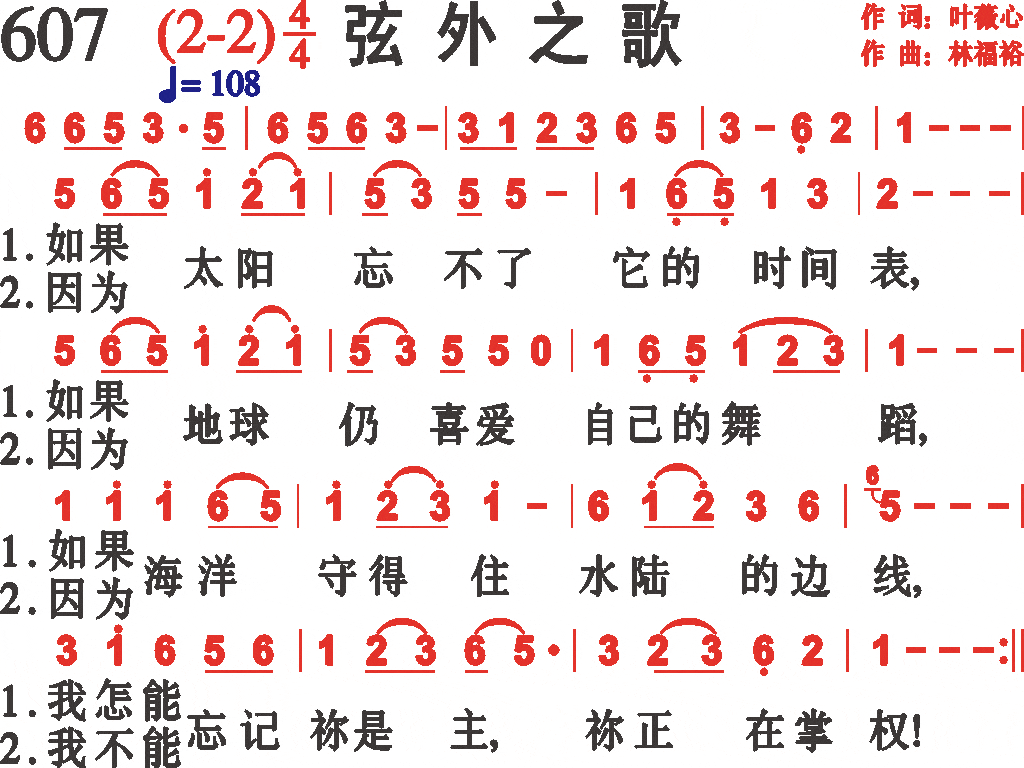 607 (2-2) 4/4 弦外之歌 作 词：叶薇心
♩= 108 作 曲：林福裕
6 6 5 3 · 5 | 6 5 6 3 – | 3 1 2 3 6 5 | 3 – 6̣ 2 | 1 – – –
5 6 5 1̇ 2̇ 1̇ | 5 3 5 5 – | 1 6̣ 5̣ 1 3 | 2 – – – |
1.如果 太阳 忘 不了 它的 时间 表,
2.因为
5 6 5 1̇ 2̇ 1̇ | 5 3 5 5 0 | 1 6̣ 5̣ 1 2 3 | 1 – – – |
1.如果 地球 仍 喜爱 自己的舞 蹈,
2.因为
1 1̇ 1̇ 6 5 | 1̇ 2̇ 3̇ 1̇ – | 6 1̇ 2̇ 3 6 | 6 5 – – – |
1.如果 海洋 守得 住 水陆 的边 线,
2.因为
3 1̇ 6 5 6 | 1 2 3 6 5 · | 3 2 3 6̣ 2 | 1 – – – :||
1.我怎能 忘记 祢是 主, 祢正 在掌 权!
2.我不能